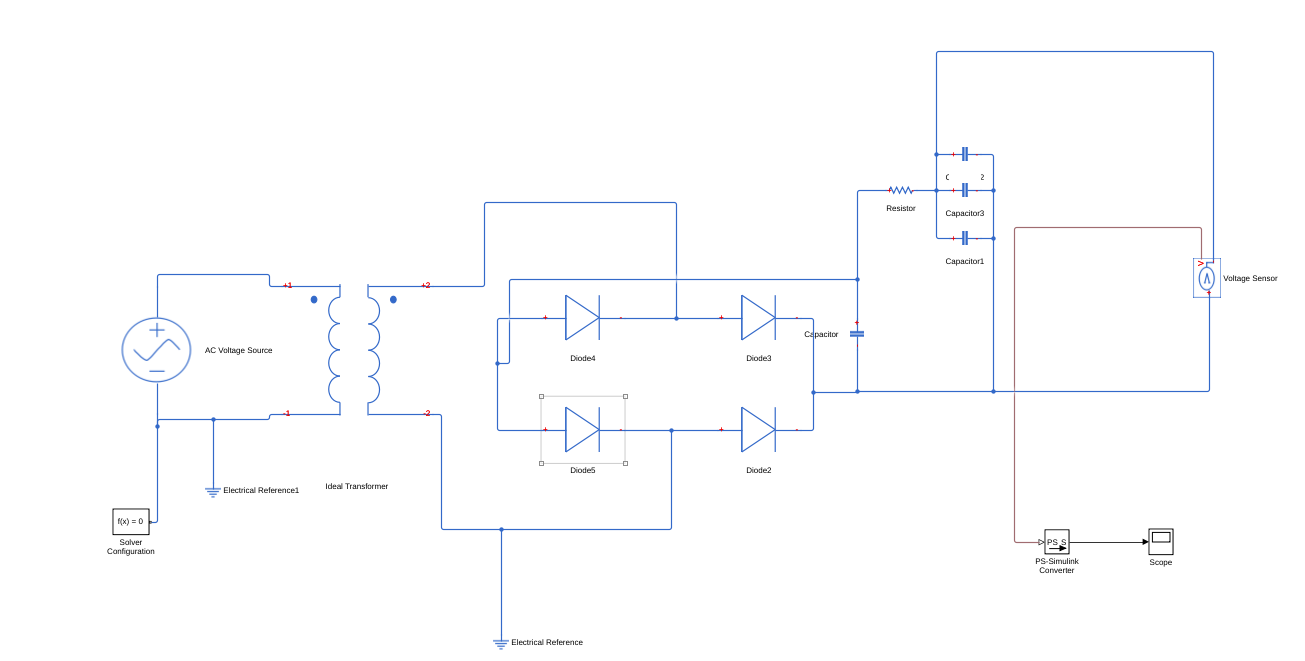 Resistor
C 2
Capacitor3
Capacitor1
+1
+2
V
Voltage Sensor
AC Voltage Source
+ -
+ -
Capacitor
Diode4
Diode3
-1
-2
+ -
+ -
Diode5
Diode2
Electrical Reference1
Ideal Transformer
f(x) = 0
Solver
Configuration
PS S
PS-Simulink
Converter
Scope
Electrical Reference